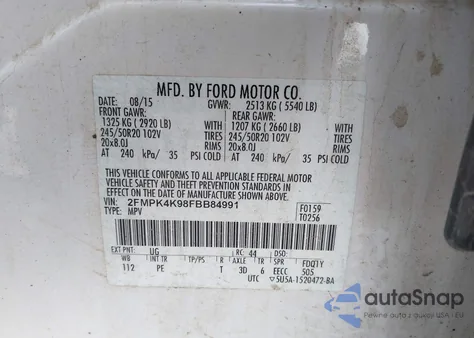 MFD. BY FORD MOTOR CO.
DATE: 08/15 GVWR: 2513 KG ( 5540 LB)
FRONT GAWR: REAR GAWR:
1325 KG ( 2920 LB) WITH 1207 KG ( 2660 LB) WITH
245/50R20 102V TIRES 245/50R20 102V TIRES
20x8.0J RIMS 20x8.0J RIMS
AT 240 kPa/ 35 PSI COLD AT 240 kPa/ 35 PSI COLD
THIS VEHICLE CONFORMS TO ALL APPLICABLE FEDERAL MOTOR
VEHICLE SAFETY AND THEFT PREVENTION STANDARDS IN EFFECT ON
THE DATE OF MANUFACTURE SHOWN ABOVE.
VIN: 2FMPK4K98FBB84991 F0159
TYPE: MPV T0256
EXT PNT: UG RC: 44 DSO:
WB INT TR TP/PS R AXLE TR SPR FDQTY
112 PE T 3D 6 EECC 505
UTC 5U5A-1520472-BA
autoSnap
Pewne auto z aukcji USA i EU